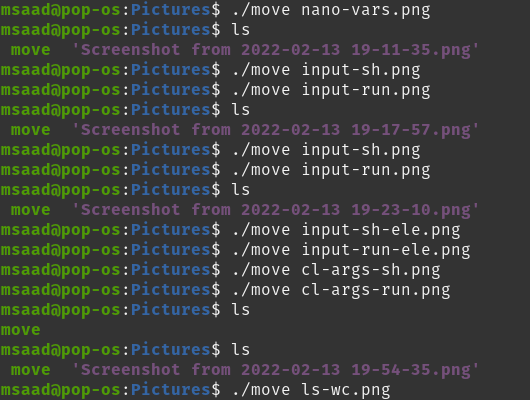 msaad@pop-os:Pictures$ ./move nano-vars.png
msaad@pop-os:Pictures$ ls
move  'Screenshot from 2022-02-13 19-11-35.png'
msaad@pop-os:Pictures$ ./move input-sh.png
msaad@pop-os:Pictures$ ./move input-run.png
msaad@pop-os:Pictures$ ls
move  'Screenshot from 2022-02-13 19-17-57.png'
msaad@pop-os:Pictures$ ./move input-sh.png
msaad@pop-os:Pictures$ ./move input-run.png
msaad@pop-os:Pictures$ ls
move  'Screenshot from 2022-02-13 19-23-10.png'
msaad@pop-os:Pictures$ ./move input-sh-ele.png
msaad@pop-os:Pictures$ ./move input-run-ele.png
msaad@pop-os:Pictures$ ./move cl-args-sh.png
msaad@pop-os:Pictures$ ./move cl-args-run.png
msaad@pop-os:Pictures$ ls
move
msaad@pop-os:Pictures$ ls
move  'Screenshot from 2022-02-13 19-54-35.png'
msaad@pop-os:Pictures$ ./move ls-wc.png